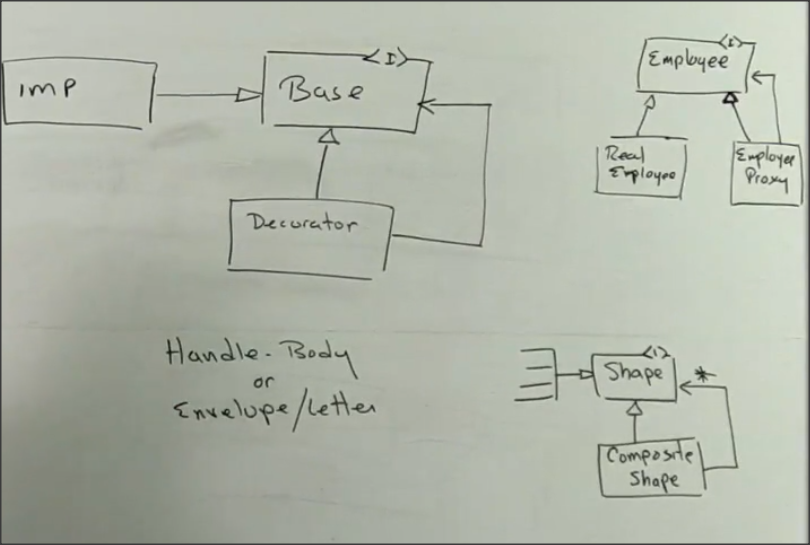 <I>
IMP
Base
Decorator
<I>
Employee
Real
Employee
Employee
Proxy
Handle-Body
or
Envelope/Letter
<I>
Shape
*
Composite
Shape